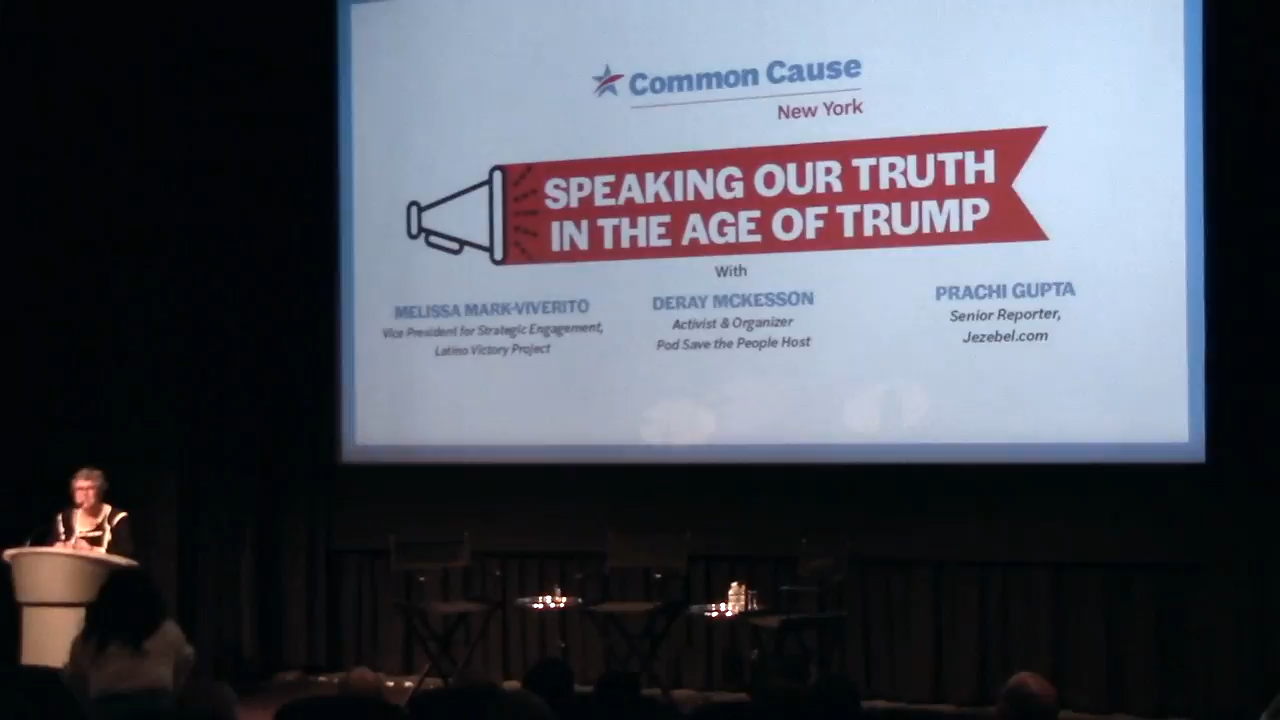 Common Cause
New York
SPEAKING OUR TRUTH
IN THE AGE OF TRUMP
With
MELISSA MARK-VIVERITO
Vice President for Strategic Engagement,
Latino Victory Project
DERAY MCKESSON
Activist & Organizer
Pod Save the People Host
PRACHI GUPTA
Senior Reporter,
Jezebel.com